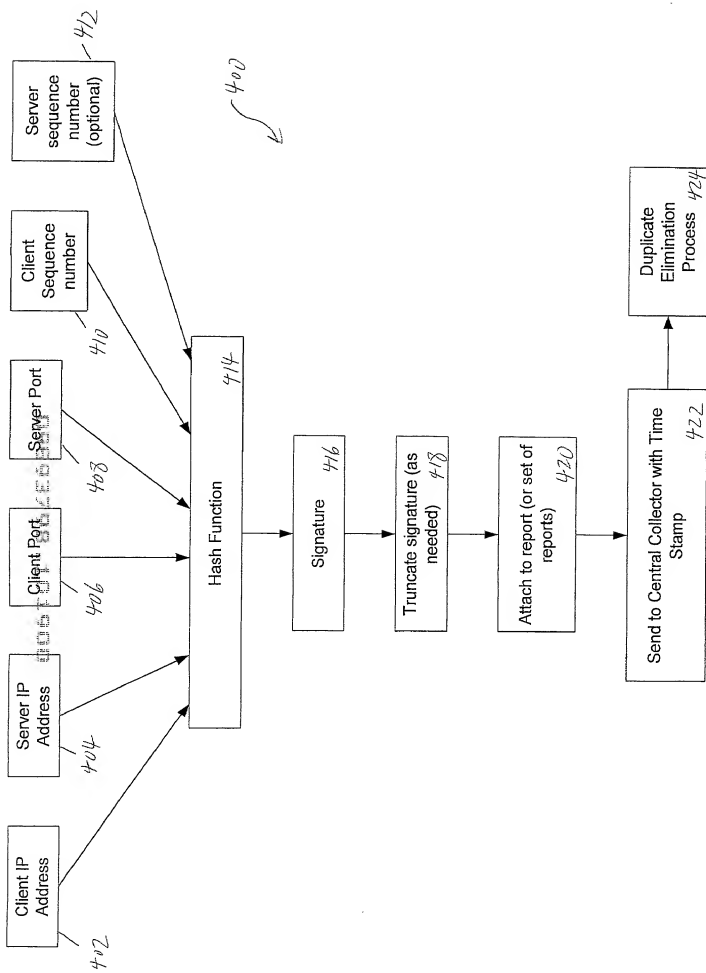 Client IP
Address
402
Server IP
Address
404
Client Port
406
Server Port
408
Client
Sequence
number
410
Server
sequence
number
(optional)
412
400
Hash Function
414
Signature
416
Truncate signature (as
needed)
418
Attach to report (or set of
reports)
420
Send to Central Collector with Time
Stamp
422
Duplicate
Elimination
Process
424